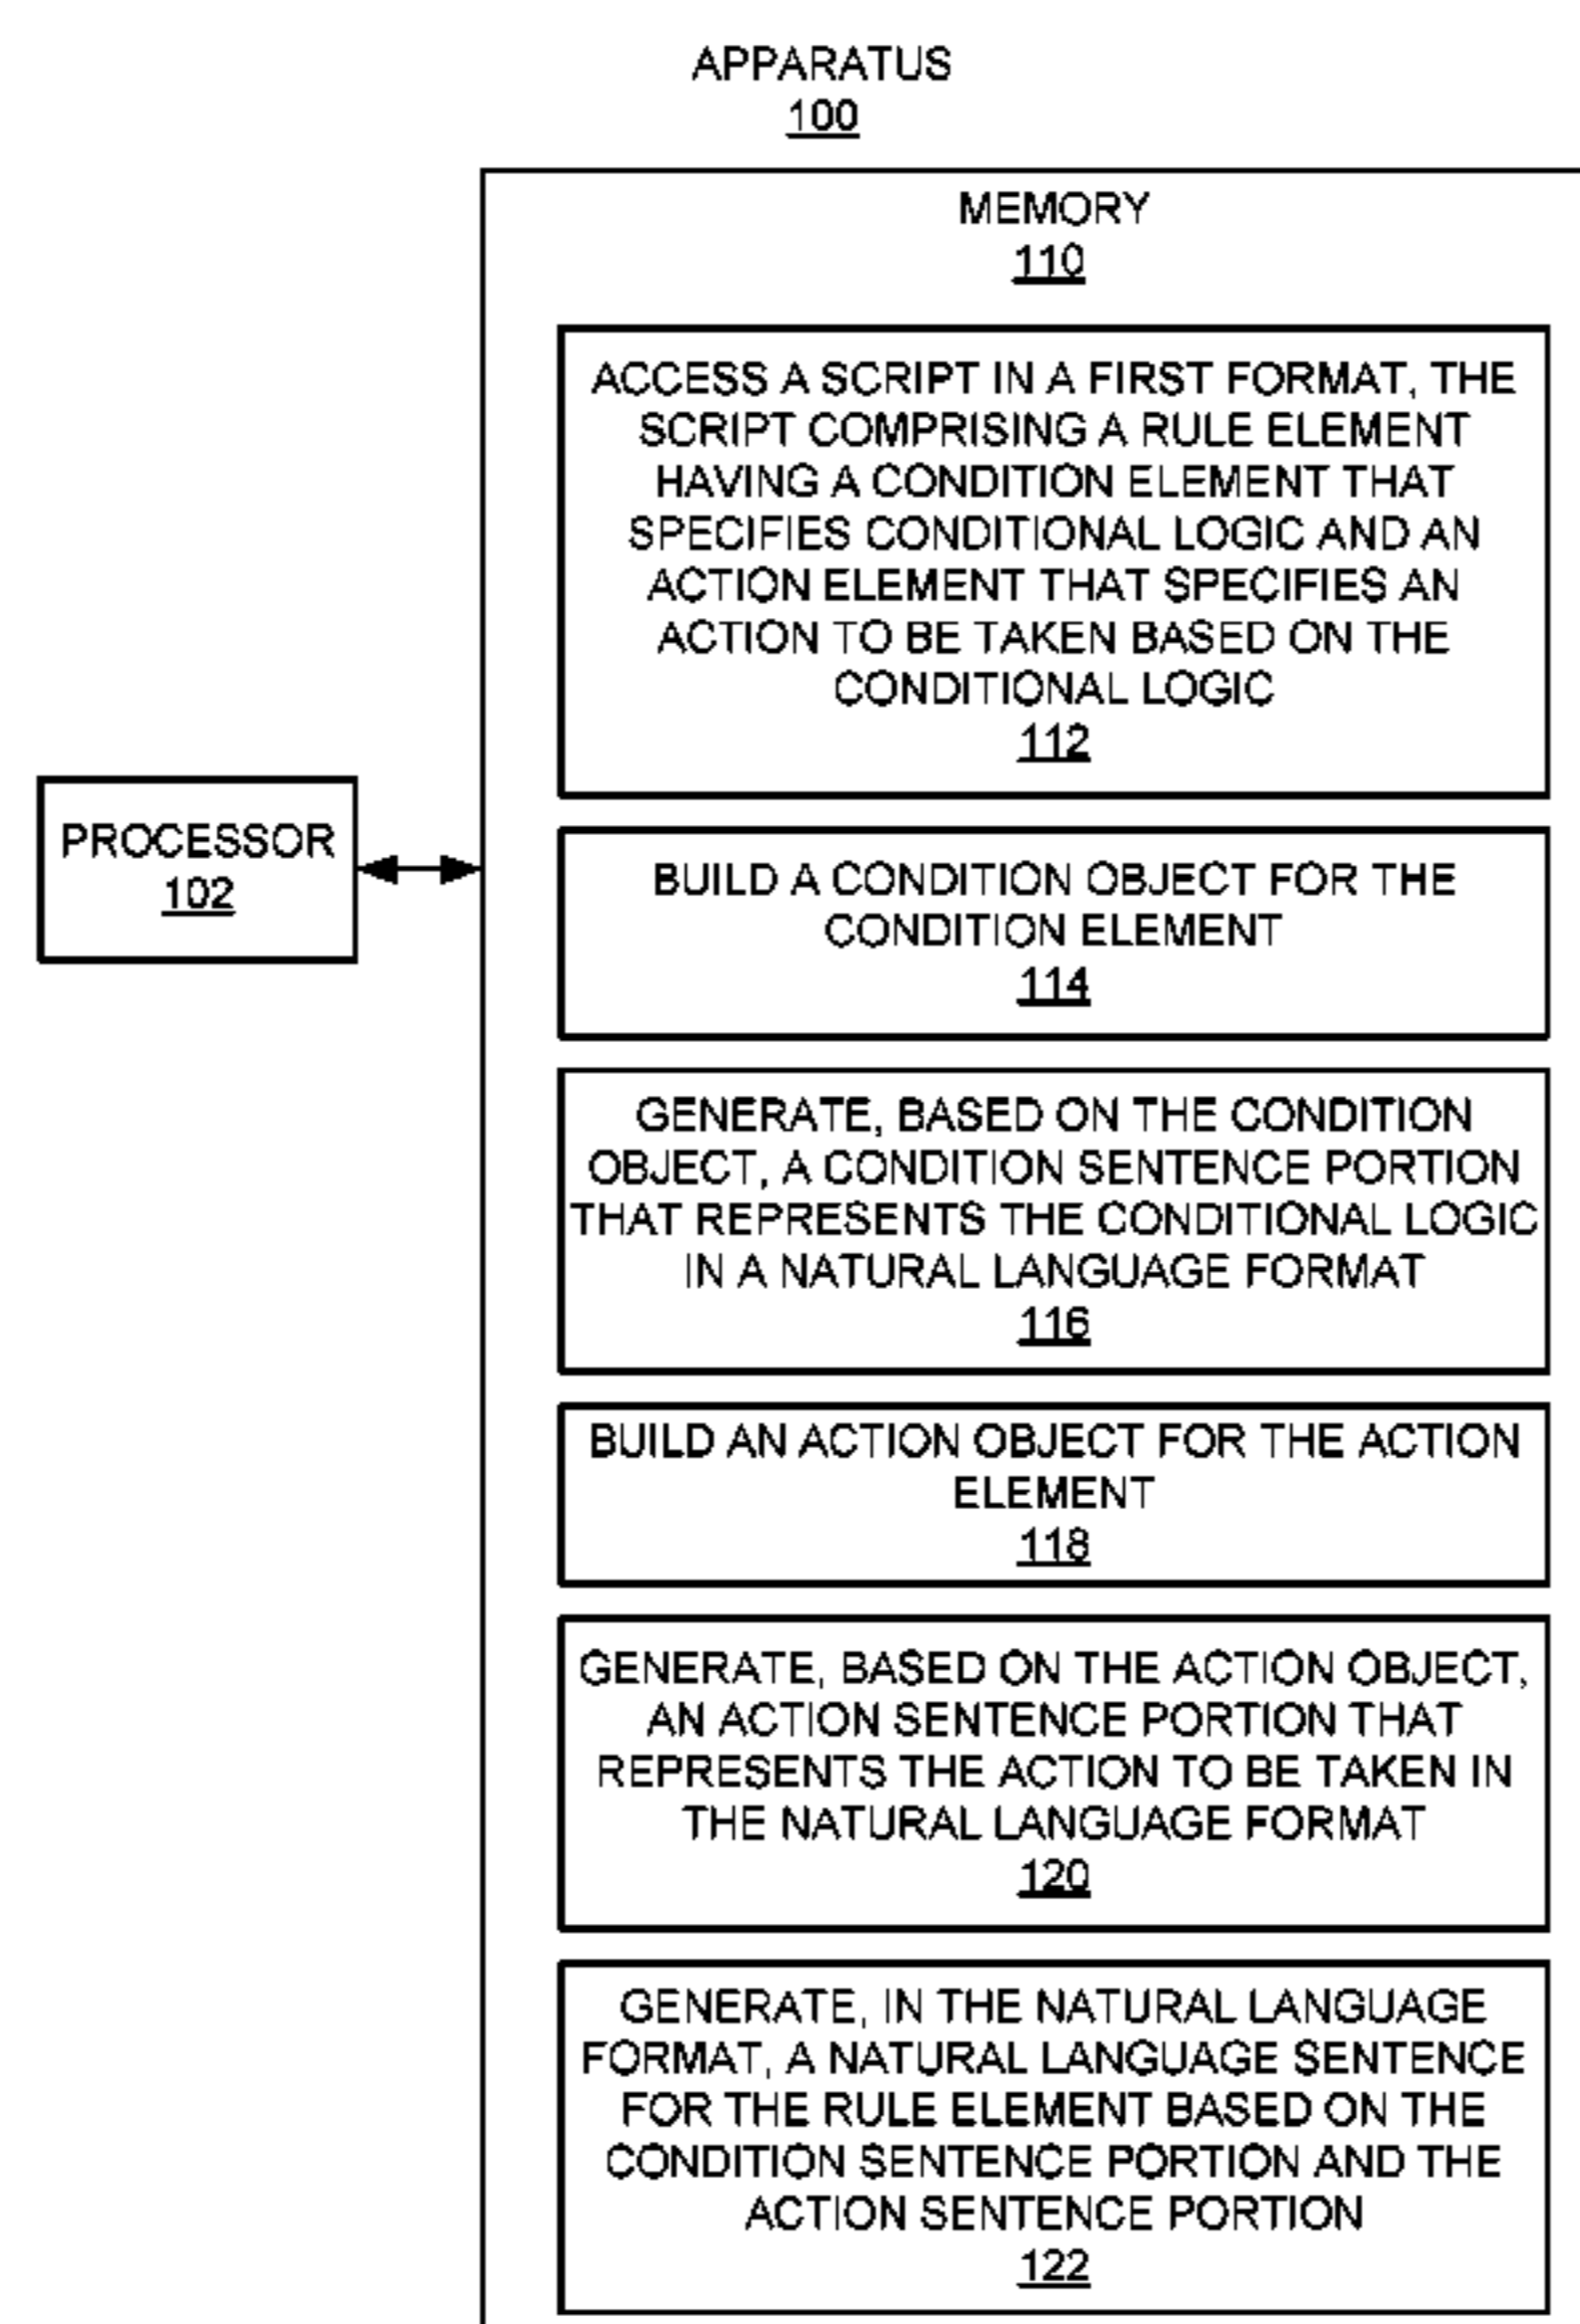 APPARATUS
100
MEMORY
110
ACCESS A SCRIPT IN A FIRST FORMAT, THE
SCRIPT COMPRISING A RULE ELEMENT
HAVING A CONDITION ELEMENT THAT
SPECIFIES CONDITIONAL LOGIC AND AN
ACTION ELEMENT THAT SPECIFIES AN
ACTION TO BE TAKEN BASED ON THE
CONDITIONAL LOGIC
112
PROCESSOR
102
BUILD A CONDITION OBJECT FOR THE
CONDITION ELEMENT
114
GENERATE, BASED ON THE CONDITION
OBJECT, A CONDITION SENTENCE PORTION
THAT REPRESENTS THE CONDITIONAL LOGIC
IN A NATURAL LANGUAGE FORMAT
116
BUILD AN ACTION OBJECT FOR THE ACTION
ELEMENT
118
GENERATE, BASED ON THE ACTION OBJECT,
AN ACTION SENTENCE PORTION THAT
REPRESENTS THE ACTION TO BE TAKEN IN
THE NATURAL LANGUAGE FORMAT
120
GENERATE, IN THE NATURAL LANGUAGE
FORMAT, A NATURAL LANGUAGE SENTENCE
FOR THE RULE ELEMENT BASED ON THE
CONDITION SENTENCE PORTION AND THE
ACTION SENTENCE PORTION
122